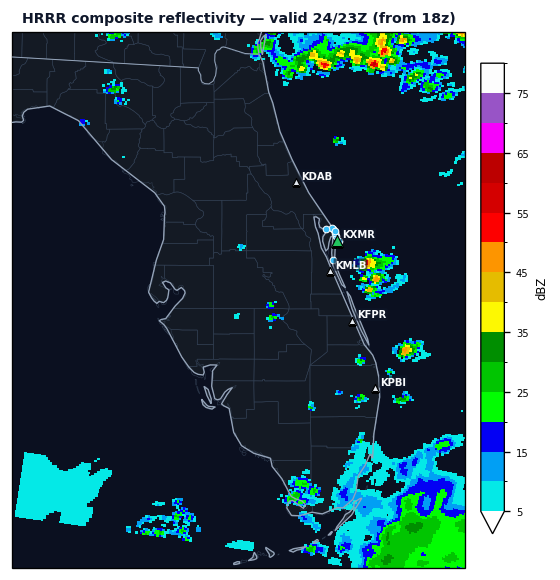 HRRR composite reflectivity — valid 24/23Z (from 18z)
KDAB
KXMR
KMLB
KFPR
KPBI
75
65
55
45
35
25
15
5
dBZ